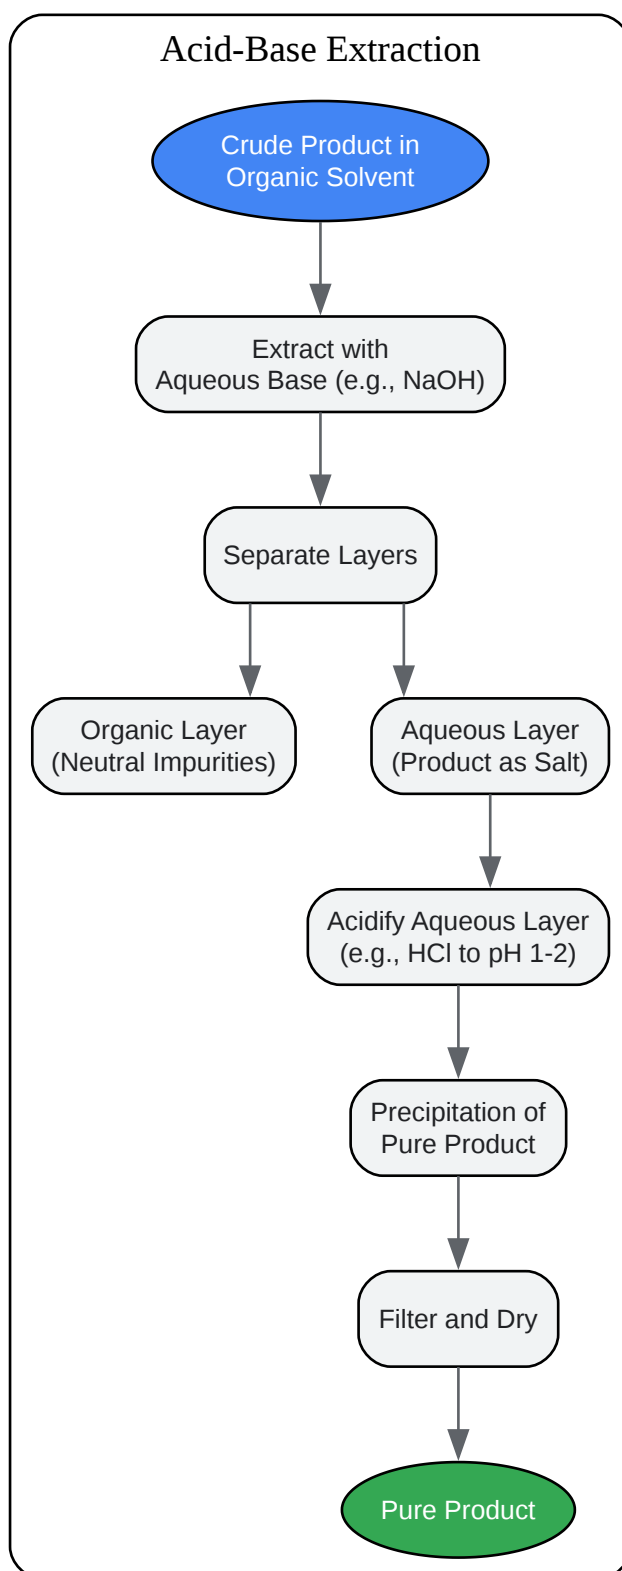 Acid-Base Extraction
Crude Product in
Organic Solvent
Extract with
Aqueous Base (e.g., NaOH)
Separate Layers
Organic Layer
(Neutral Impurities)
Aqueous Layer
(Product as Salt)
Acidify Aqueous Layer
(e.g., HCl to pH 1-2)
Precipitation of
Pure Product
Filter and Dry
Pure Product